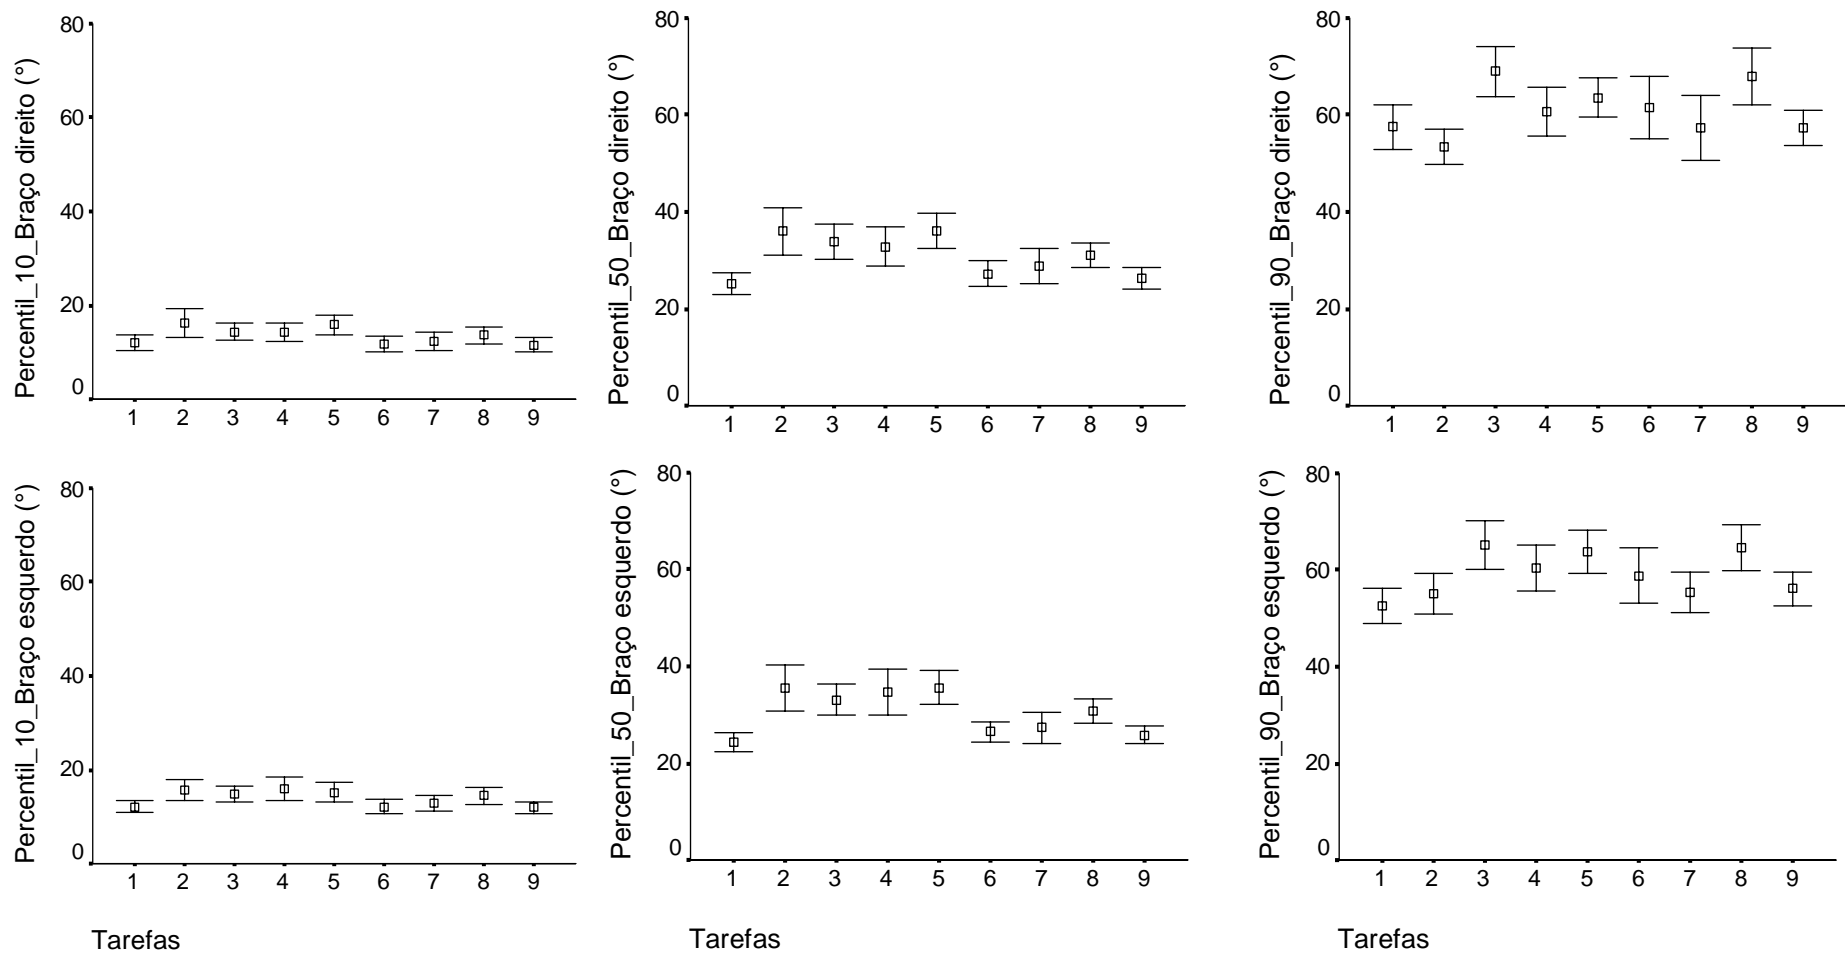 Percentil_10_Braço direito (°)
80
60
40
20
0
1 2 3 4 5 6 7 8 9
Percentil_50_Braço direito (°)
80
60
40
20
0
1 2 3 4 5 6 7 8 9
Percentil_90_Braço direito (°)
80
60
40
20
0
1 2 3 4 5 6 7 8 9
Percentil_10_Braço esquerdo (°)
80
60
40
20
0
1 2 3 4 5 6 7 8 9
Tarefas
Percentil_50_Braço esquerdo (°)
80
60
40
20
0
1 2 3 4 5 6 7 8 9
Tarefas
Percentil_90_Braço esquerdo (°)
80
60
40
20
0
1 2 3 4 5 6 7 8 9
Tarefas